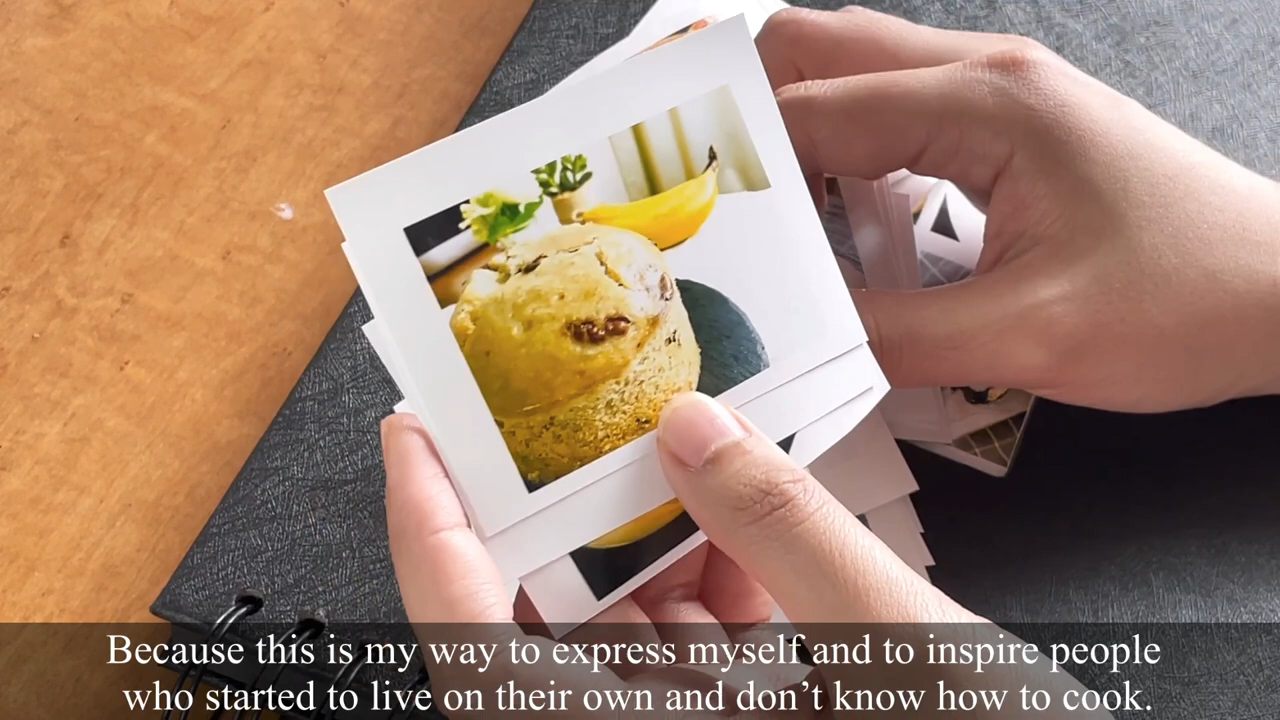 Because this is my way to express myself and to inspire people
who started to live on their own and don’t know how to cook.